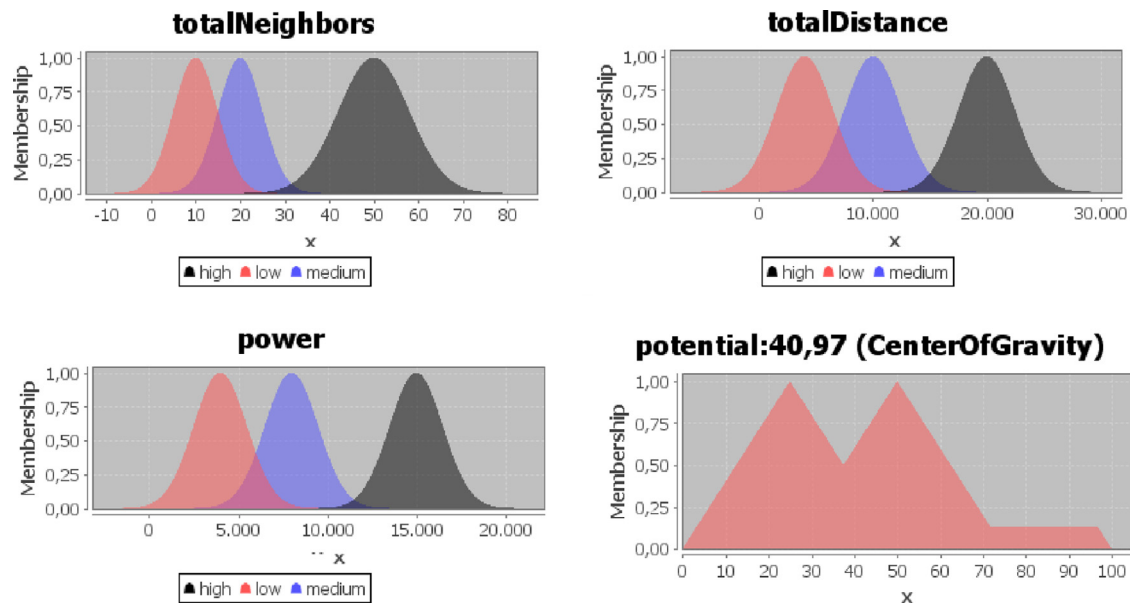 totalNeighbors
Membership
1,00
0,75
0,50
0,25
0,00
-10 0 10 20 30 40 50 60 70 80
x
high low medium
totalDistance
Membership
1,00
0,75
0,50
0,25
0,00
0 10.000 20.000 30.000
x
high low medium
power
Membership
1,00
0,75
0,50
0,25
0,00
0 5.000 10.000 15.000 20.000
x
high low medium
potential:40,97 (CenterOfGravity)
Membership
1,00
0,75
0,50
0,25
0,00
0 10 20 30 40 50 60 70 80 90 100
x